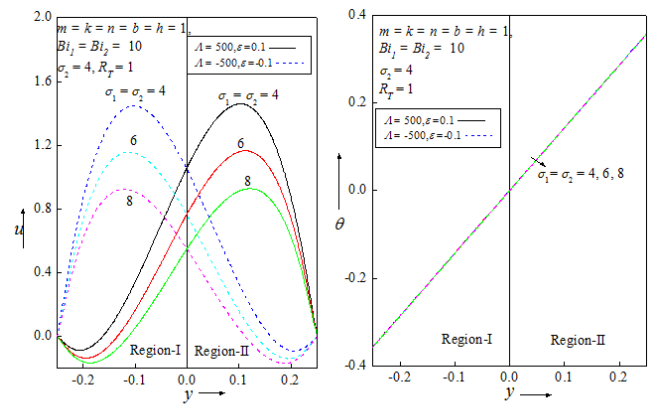 m = k = n = b = h = 1,
Bi₁ = Bi₂ = 10
σ₂ = 4, R_T = 1
Λ = 500, ε = 0.1
Λ = -500, ε = -0.1
σ₁ = σ₂ = 4
σ₁ = σ₂ = 4
6
6
8
8
Region-I
Region-II
2.0
1.6
1.2
0.8
0.4
0.0
u
-0.2
-0.1
0.0
0.1
0.2
y
m = k = n = b = h = 1,
Bi₁ = Bi₂ = 10
σ₂ = 4
R_T = 1
Λ = 500, ε = 0.1
Λ = -500, ε = -0.1
σ₁ = σ₂ = 4, 6, 8
Region-I
Region-II
0.4
0.2
0.0
-0.2
-0.4
θ
-0.2
-0.1
0.0
0.1
0.2
y